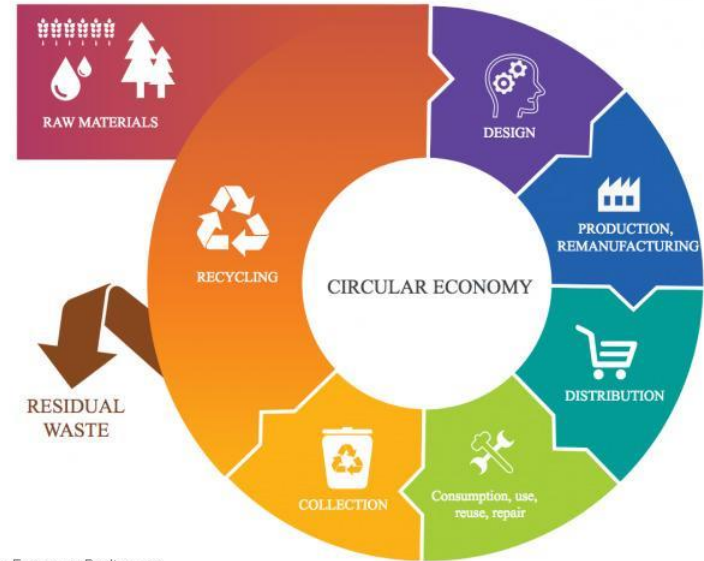 RAW MATERIALS
DESIGN
PRODUCTION,
REMANUFACTURING
RECYCLING
CIRCULAR ECONOMY
DISTRIBUTION
RESIDUAL
WASTE
Consumption, use,
reuse, repair
COLLECTION